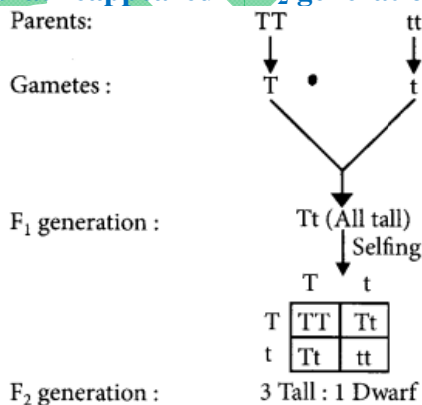 generation
Parents: TT tt
Gametes : T • t
F₁ generation : Tt (All tall)
Selfing
T t
T TT Tt
t Tt tt
F₂ generation : 3 Tall : 1 Dwarf